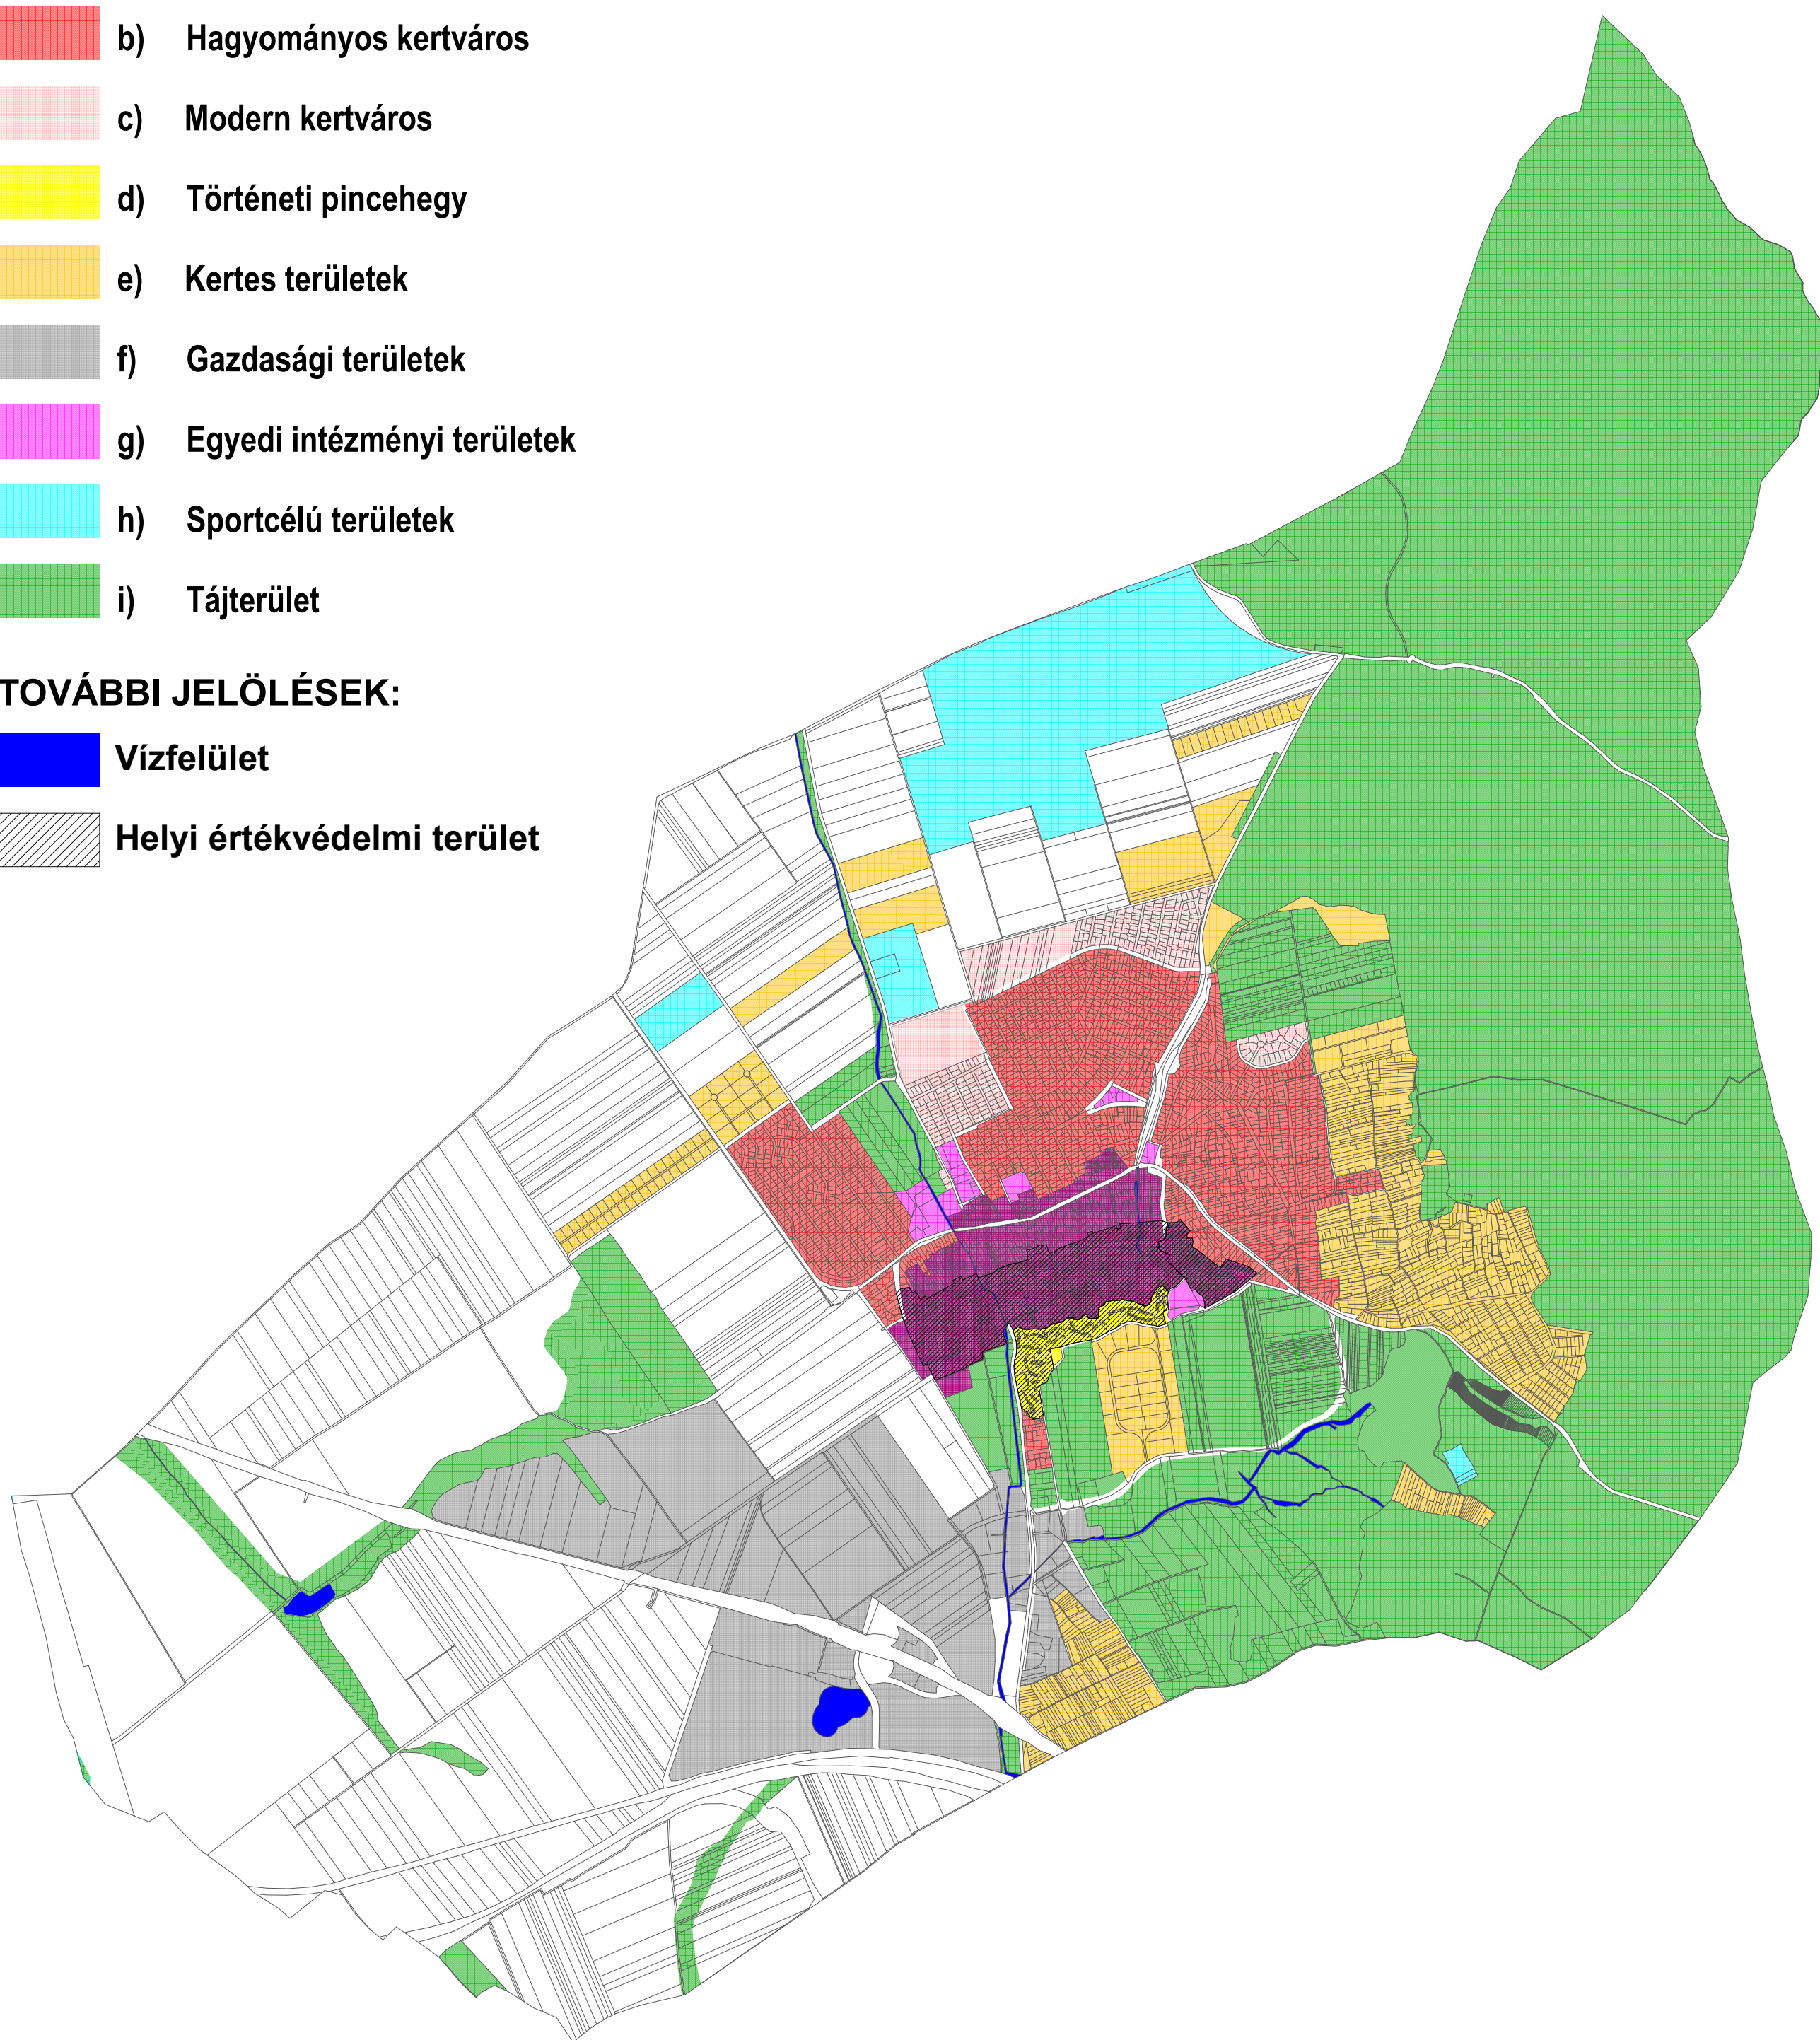 b) Hagyományos kertváros
c) Modern kertváros
d) Történeti pincehegy
e) Kertes területek
f) Gazdasági területek
g) Egyedi intézményi területek
h) Sportcélú területek
i) Tájterület
TOVÁBBI JELÖLÉSEK:
Vízfelület
Helyi értékvédelmi terület